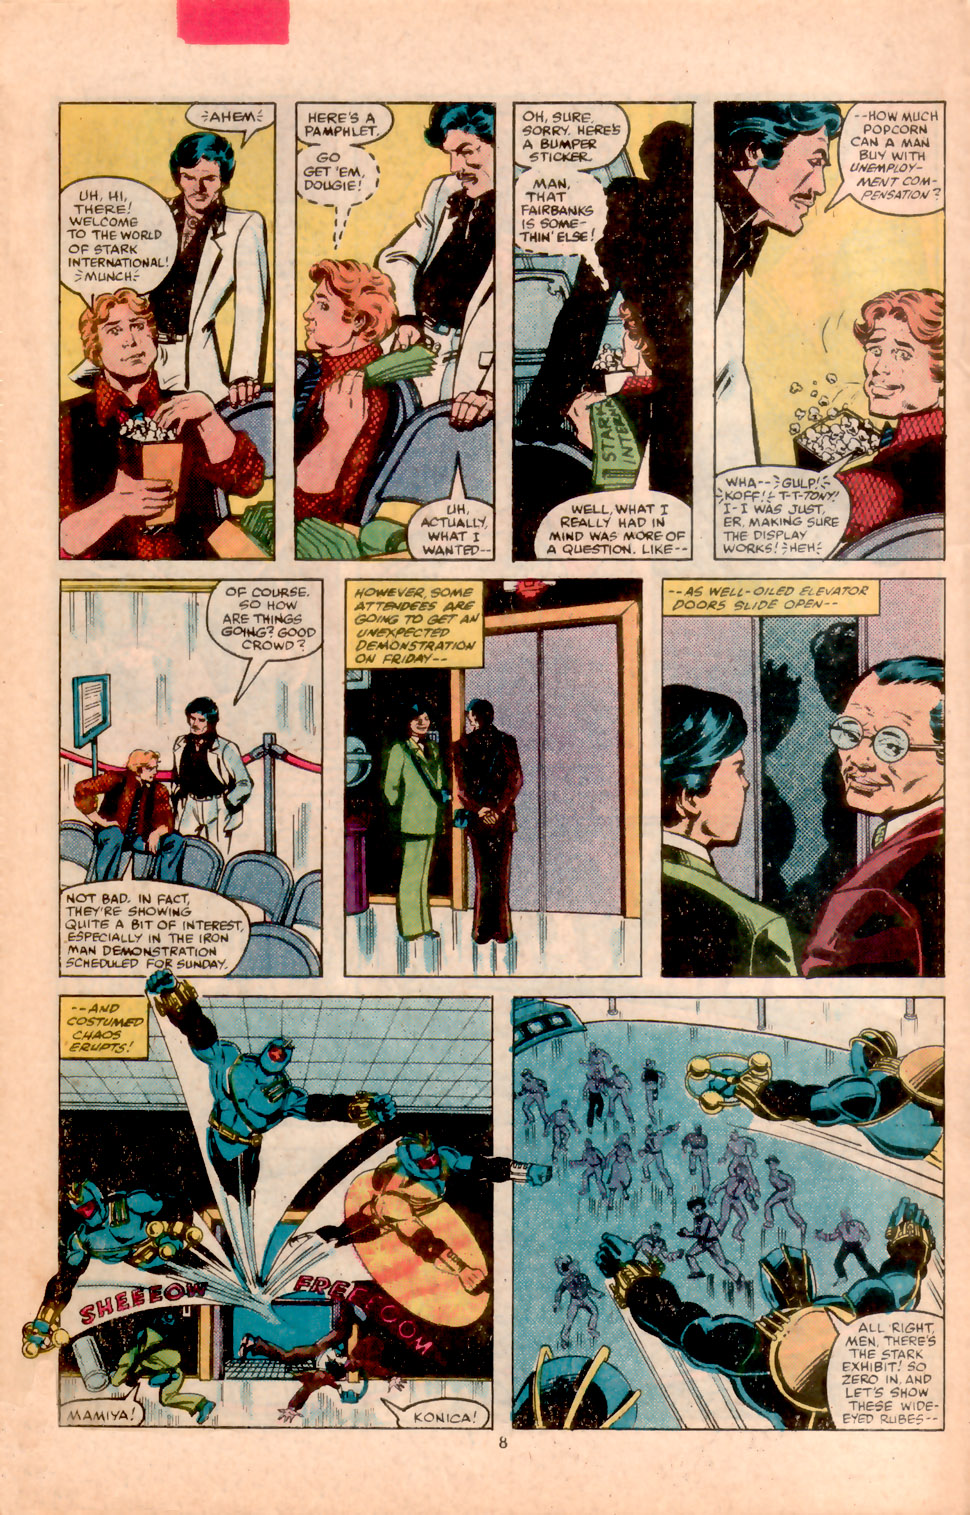 ⋟AHEM⋞
UH, HI,
THERE!
WELCOME
TO THE WORLD
OF STARK
INTERNATIONAL!
⋟MUNCH⋞
HERE'S A
PAMPHLET.
GO
GET 'EM,
DOUGIE!
UH,
ACTUALLY,
WHAT I
WANTED--
OH, SURE.
SORRY. HERE'S
A BUMPER
STICKER.
MAN,
THAT
FAIRBANKS
IS SOME-
THIN' ELSE!
STARK
INTE
WELL, WHAT I
REALLY HAD IN
MIND WAS MORE OF
A QUESTION. LIKE--
--HOW MUCH
POPCORN
CAN A MAN
BUY WITH
UNEMPLOY-
MENT COM-
PENSATION?
WHA--⋟GULP!⋞
⋟KOFF!⋞ T-T-TONY!
I-I WAS JUST,
ER, MAKING SURE
THE DISPLAY
WORKS! ⋟HEH⋞
OF COURSE.
SO HOW
ARE THINGS
GOING? GOOD
CROWD?
NOT BAD. IN FACT,
THEY'RE SHOWING
QUITE A BIT OF INTEREST,
ESPECIALLY IN THE IRON
MAN DEMONSTRATION
SCHEDULED FOR SUNDAY.
HOWEVER, SOME
ATTENDEES ARE
GOING TO GET AN
UNEXPECTED
DEMONSTRATION
ON FRIDAY--
--AS WELL-OILED ELEVATOR
DOORS SLIDE OPEN--
--AND
COSTUMED
CHAOS
ERUPTS!
SHEEEOW
EREEEOOM
MAMIYA!
KONICA!
ALL RIGHT,
MEN, THERE'S
THE STARK
EXHIBIT! SO
ZERO IN, AND
LET'S SHOW
THESE WIDE-
EYED RUBES--
8